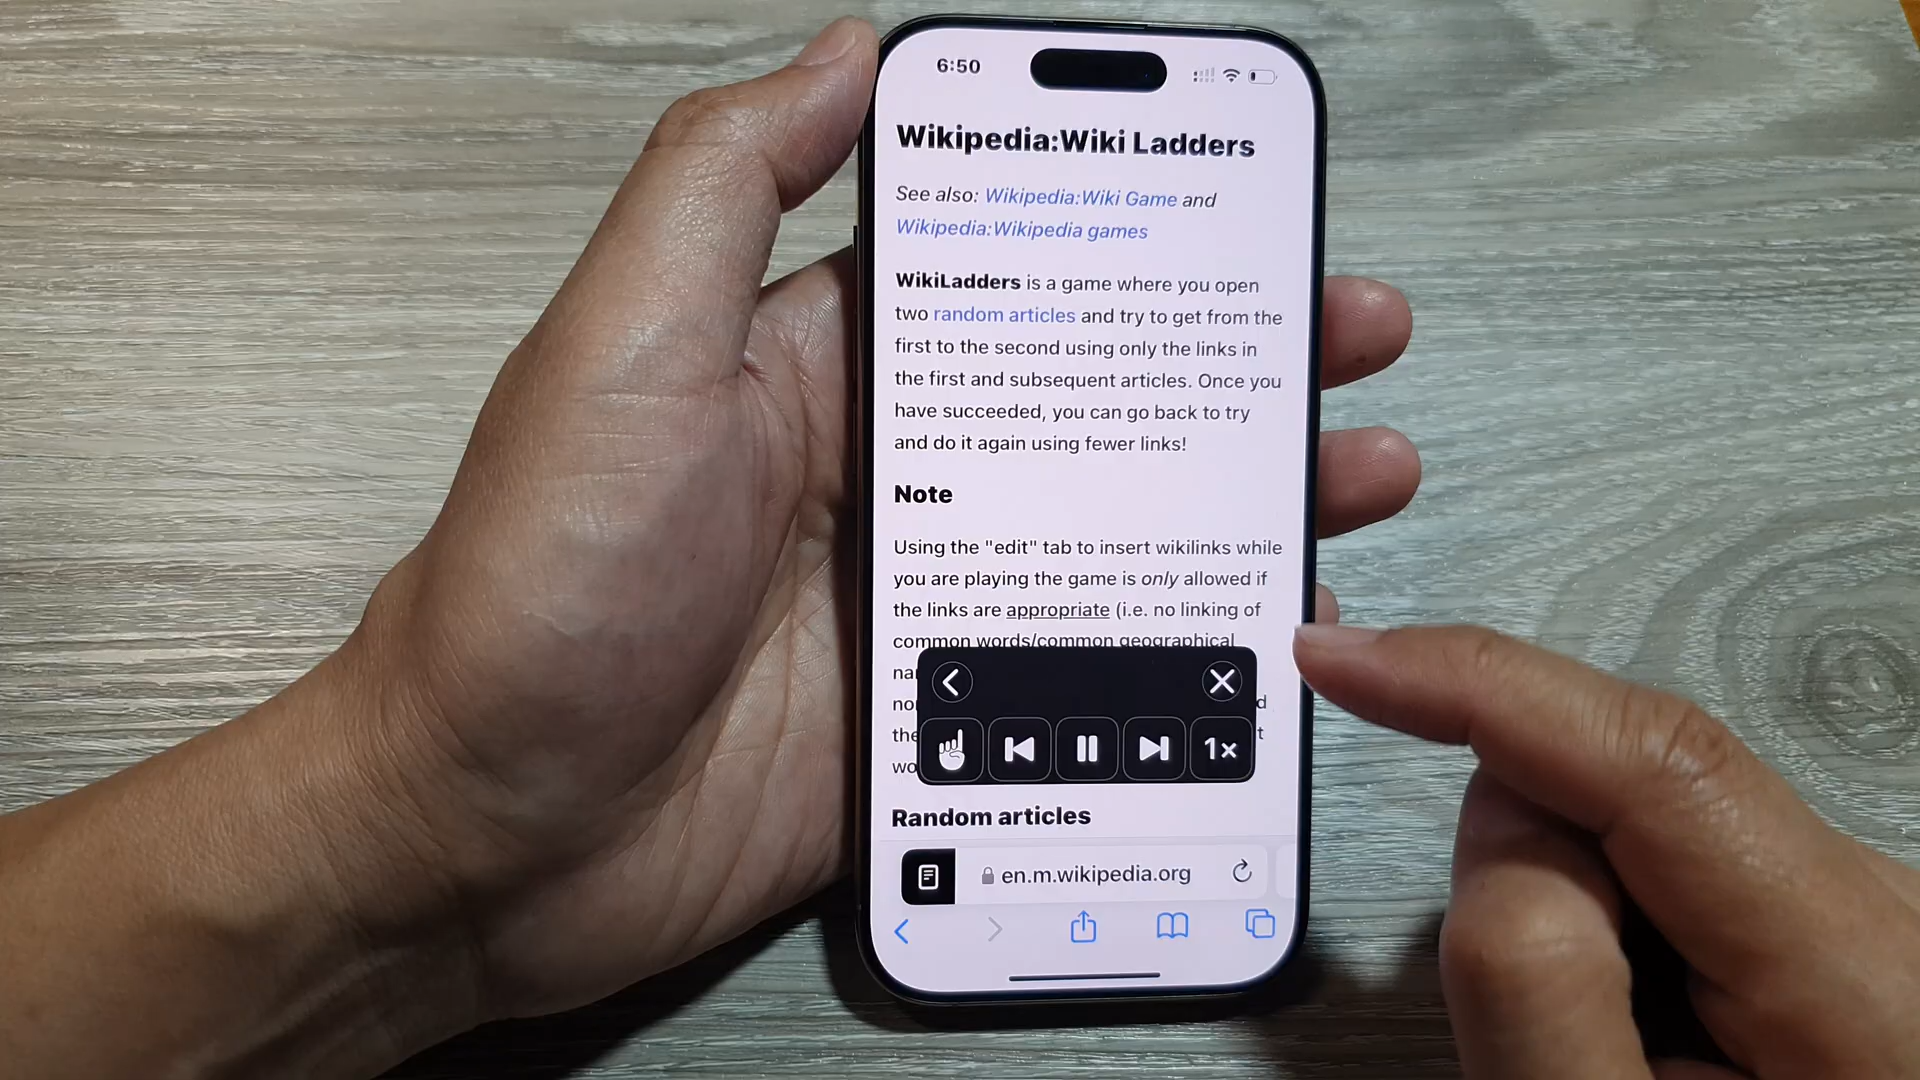 6:50
Wikipedia:Wiki Ladders
See also: Wikipedia:Wiki Game and
Wikipedia:Wikipedia games
WikiLadders is a game where you open
two random articles and try to get from the
first to the second using only the links in
the first and subsequent articles. Once you
have succeeded, you can go back to try
and do it again using fewer links!
Note
Using the "edit" tab to insert wikilinks while
you are playing the game is only allowed if
the links are appropriate (i.e. no linking of
common words/common geographical
1×
Random articles
en.m.wikipedia.org